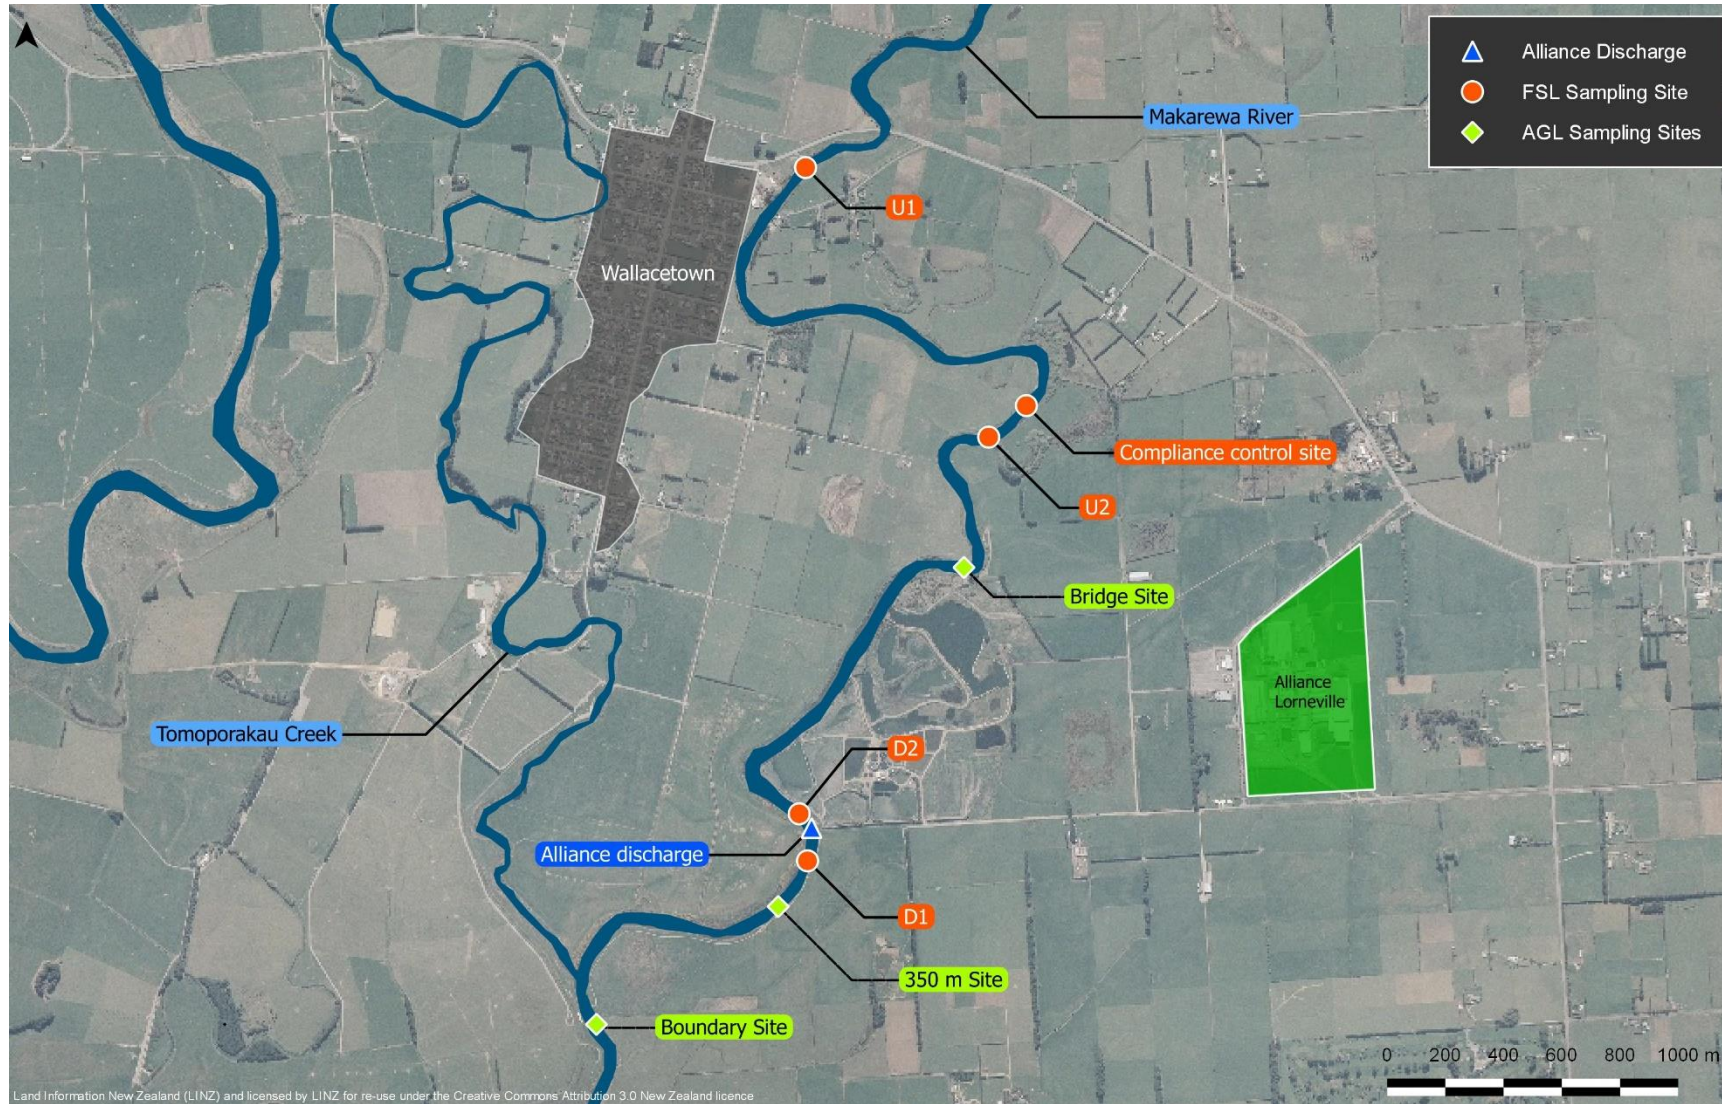 Alliance Discharge
FSL Sampling Site
AGL Sampling Sites
Makarewa River
U1
Wallacetown
Compliance control site
U2
Bridge Site
Alliance
Lorneville
Tomoporakau Creek
D2
Alliance discharge
D1
350 m Site
Boundary Site
0 200 400 600 800 1000 m
Land Information New Zealand (LINZ) and licensed by LINZ for re-use under the Creative Commons Attribution 3.0 New Zealand licence